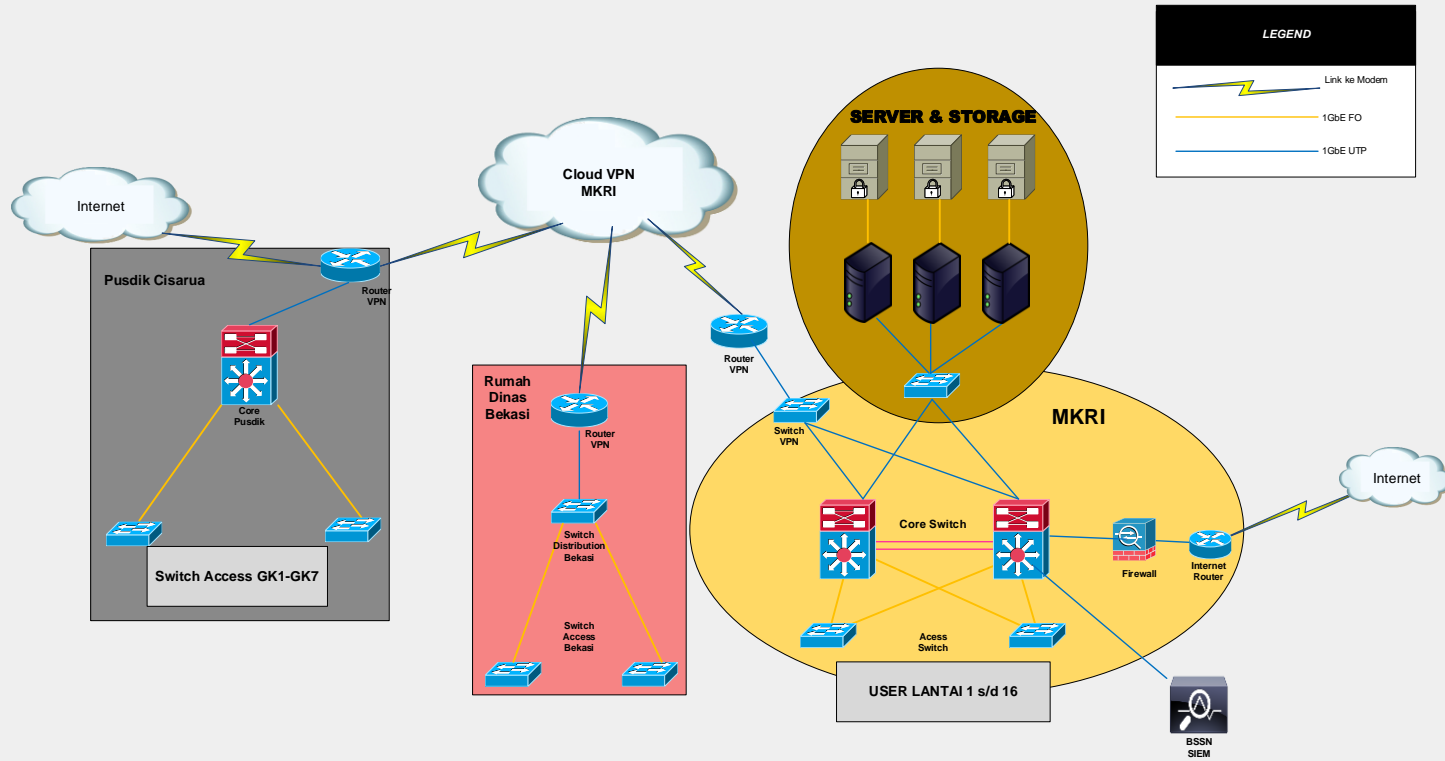 LEGEND
Link ke Modem
1GbE FO
1GbE UTP
SERVER & STORAGE
Cloud VPN
MKRI
Internet
Pusdik Cisarua
Router
VPN
Core
Pusdik
Switch Access GK1-GK7
Rumah
Dinas
Bekasi
Router
VPN
Switch
Distribution
Bekasi
Switch
Access
Bekasi
Router
VPN
Switch
VPN
MKRI
Core Switch
Firewall
Internet
Router
Internet
Acess
Switch
USER LANTAI 1 s/d 16
BSSN
SIEM